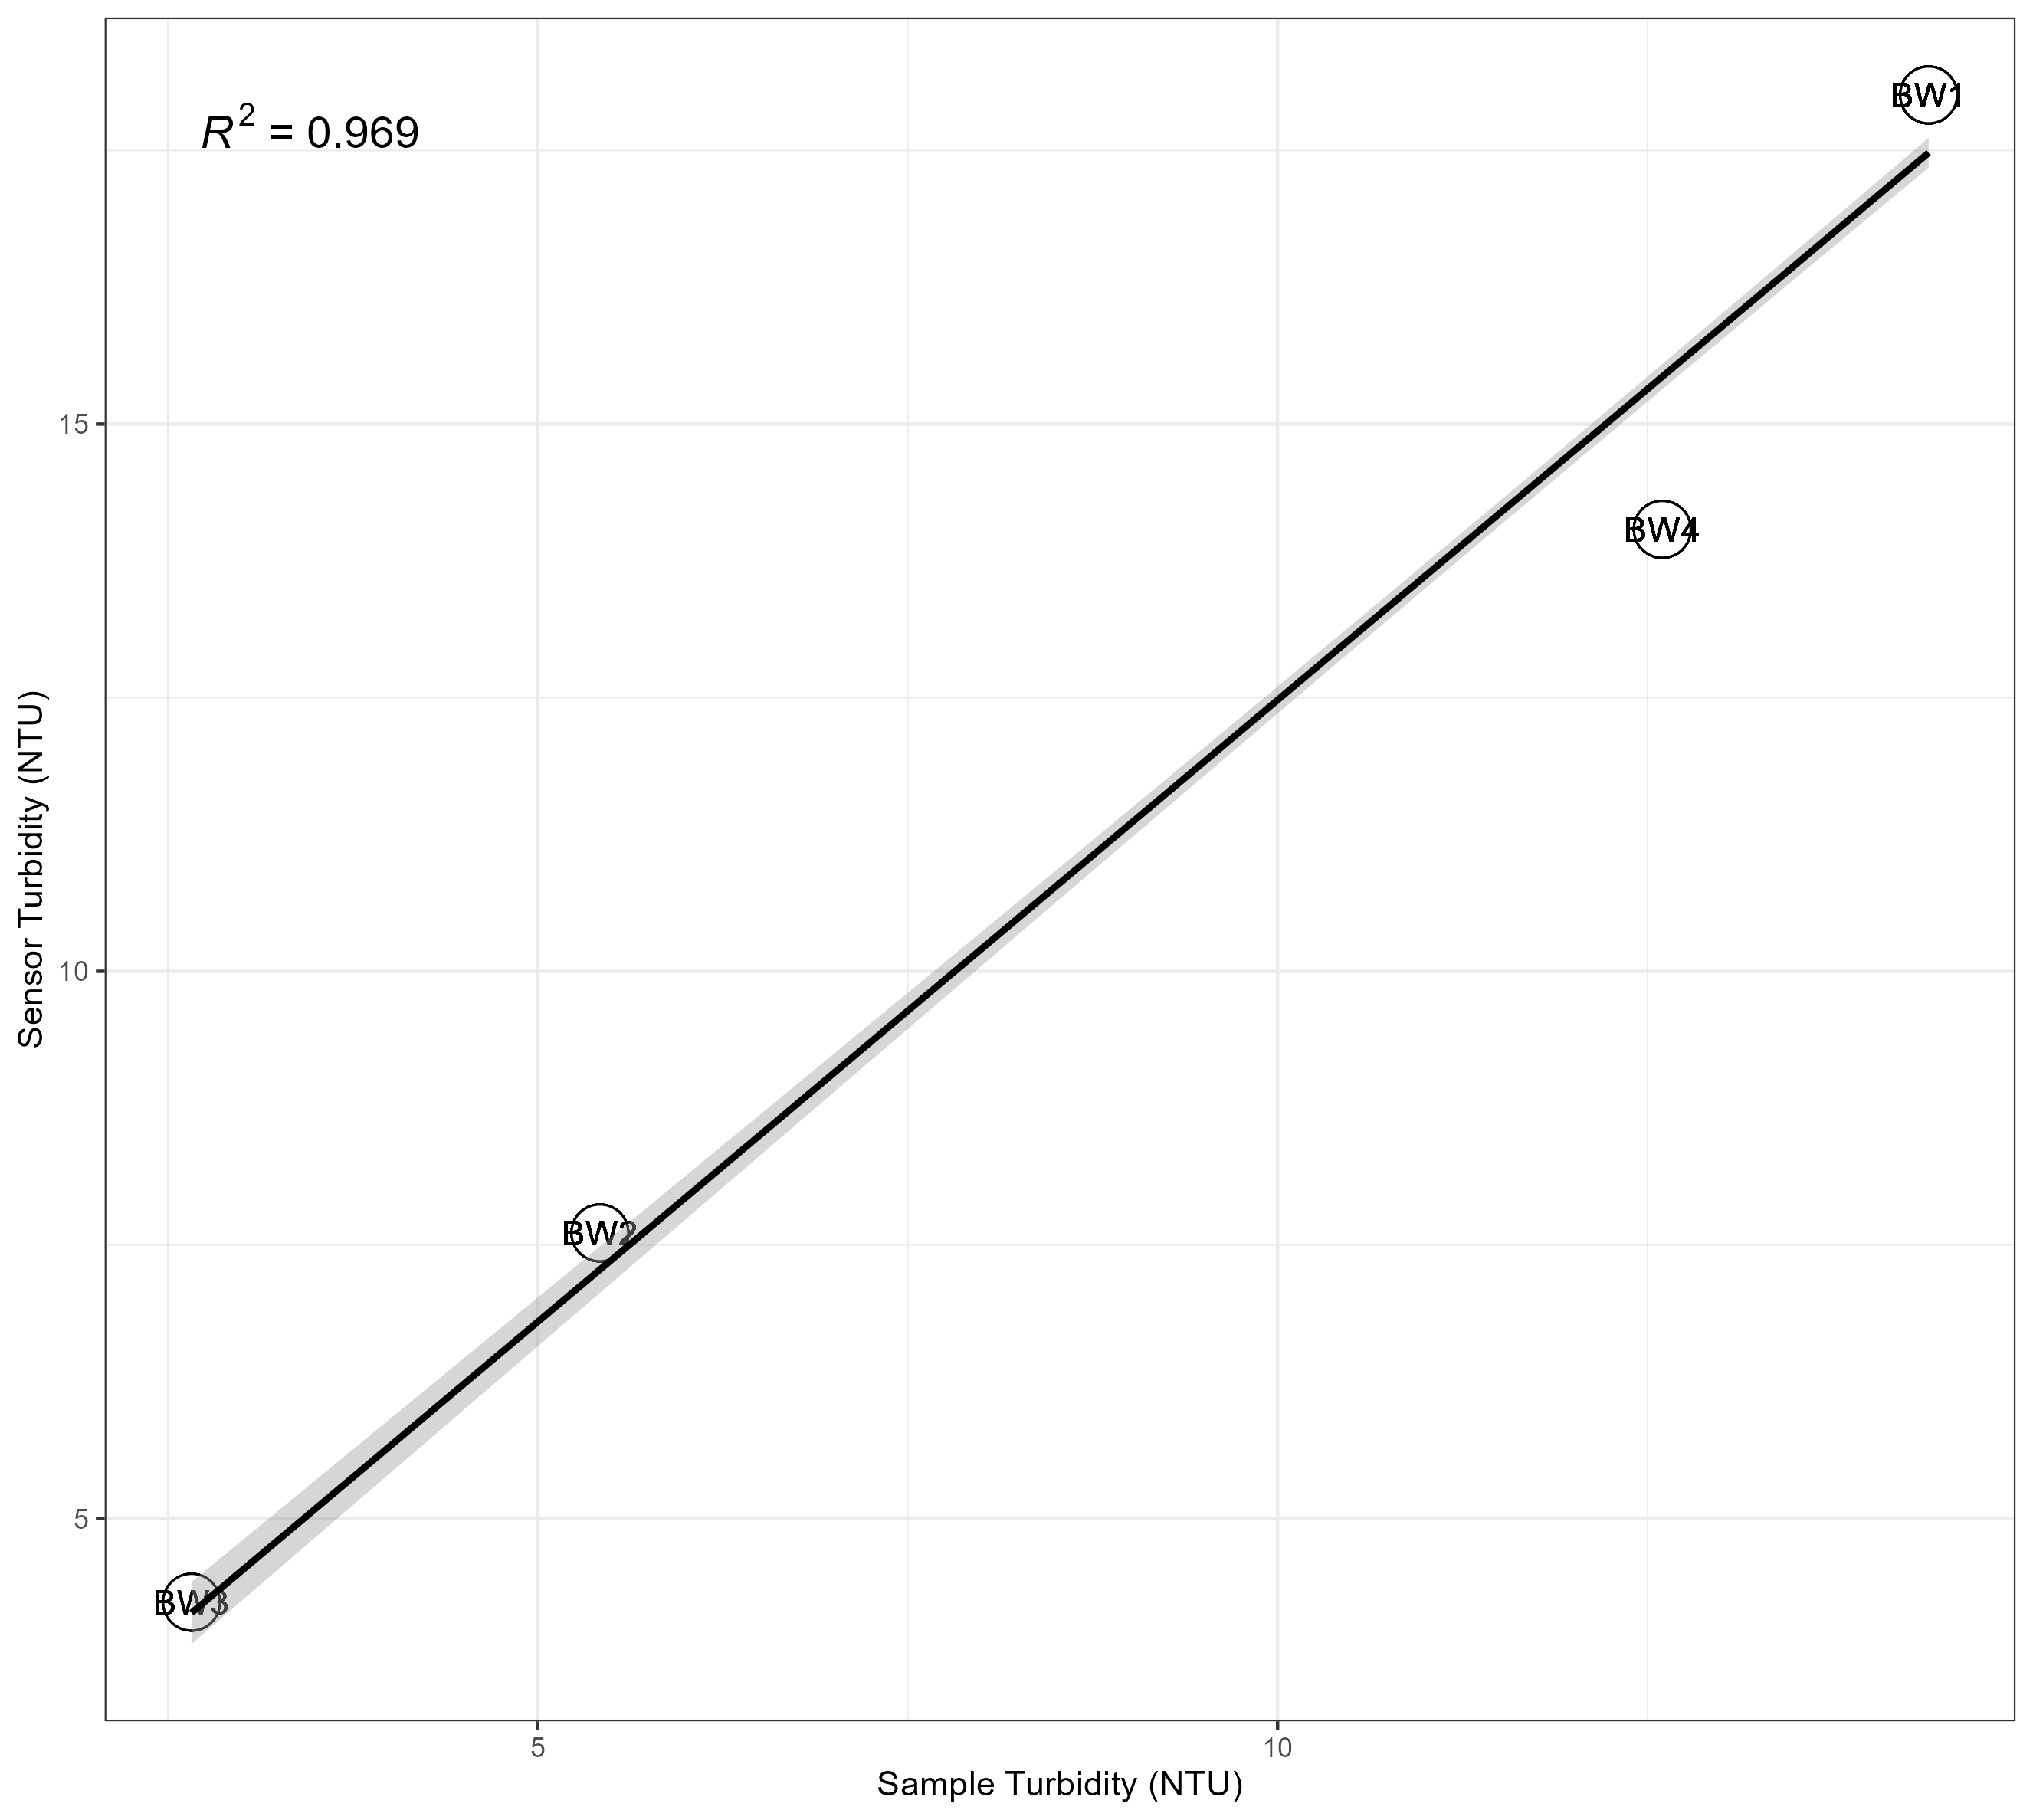 R2 = 0.969
BW1
15
BW4
Sensor Turbidity (NTU)
10
BW2
5
BW3
5
10
Sample Turbidity (NTU)